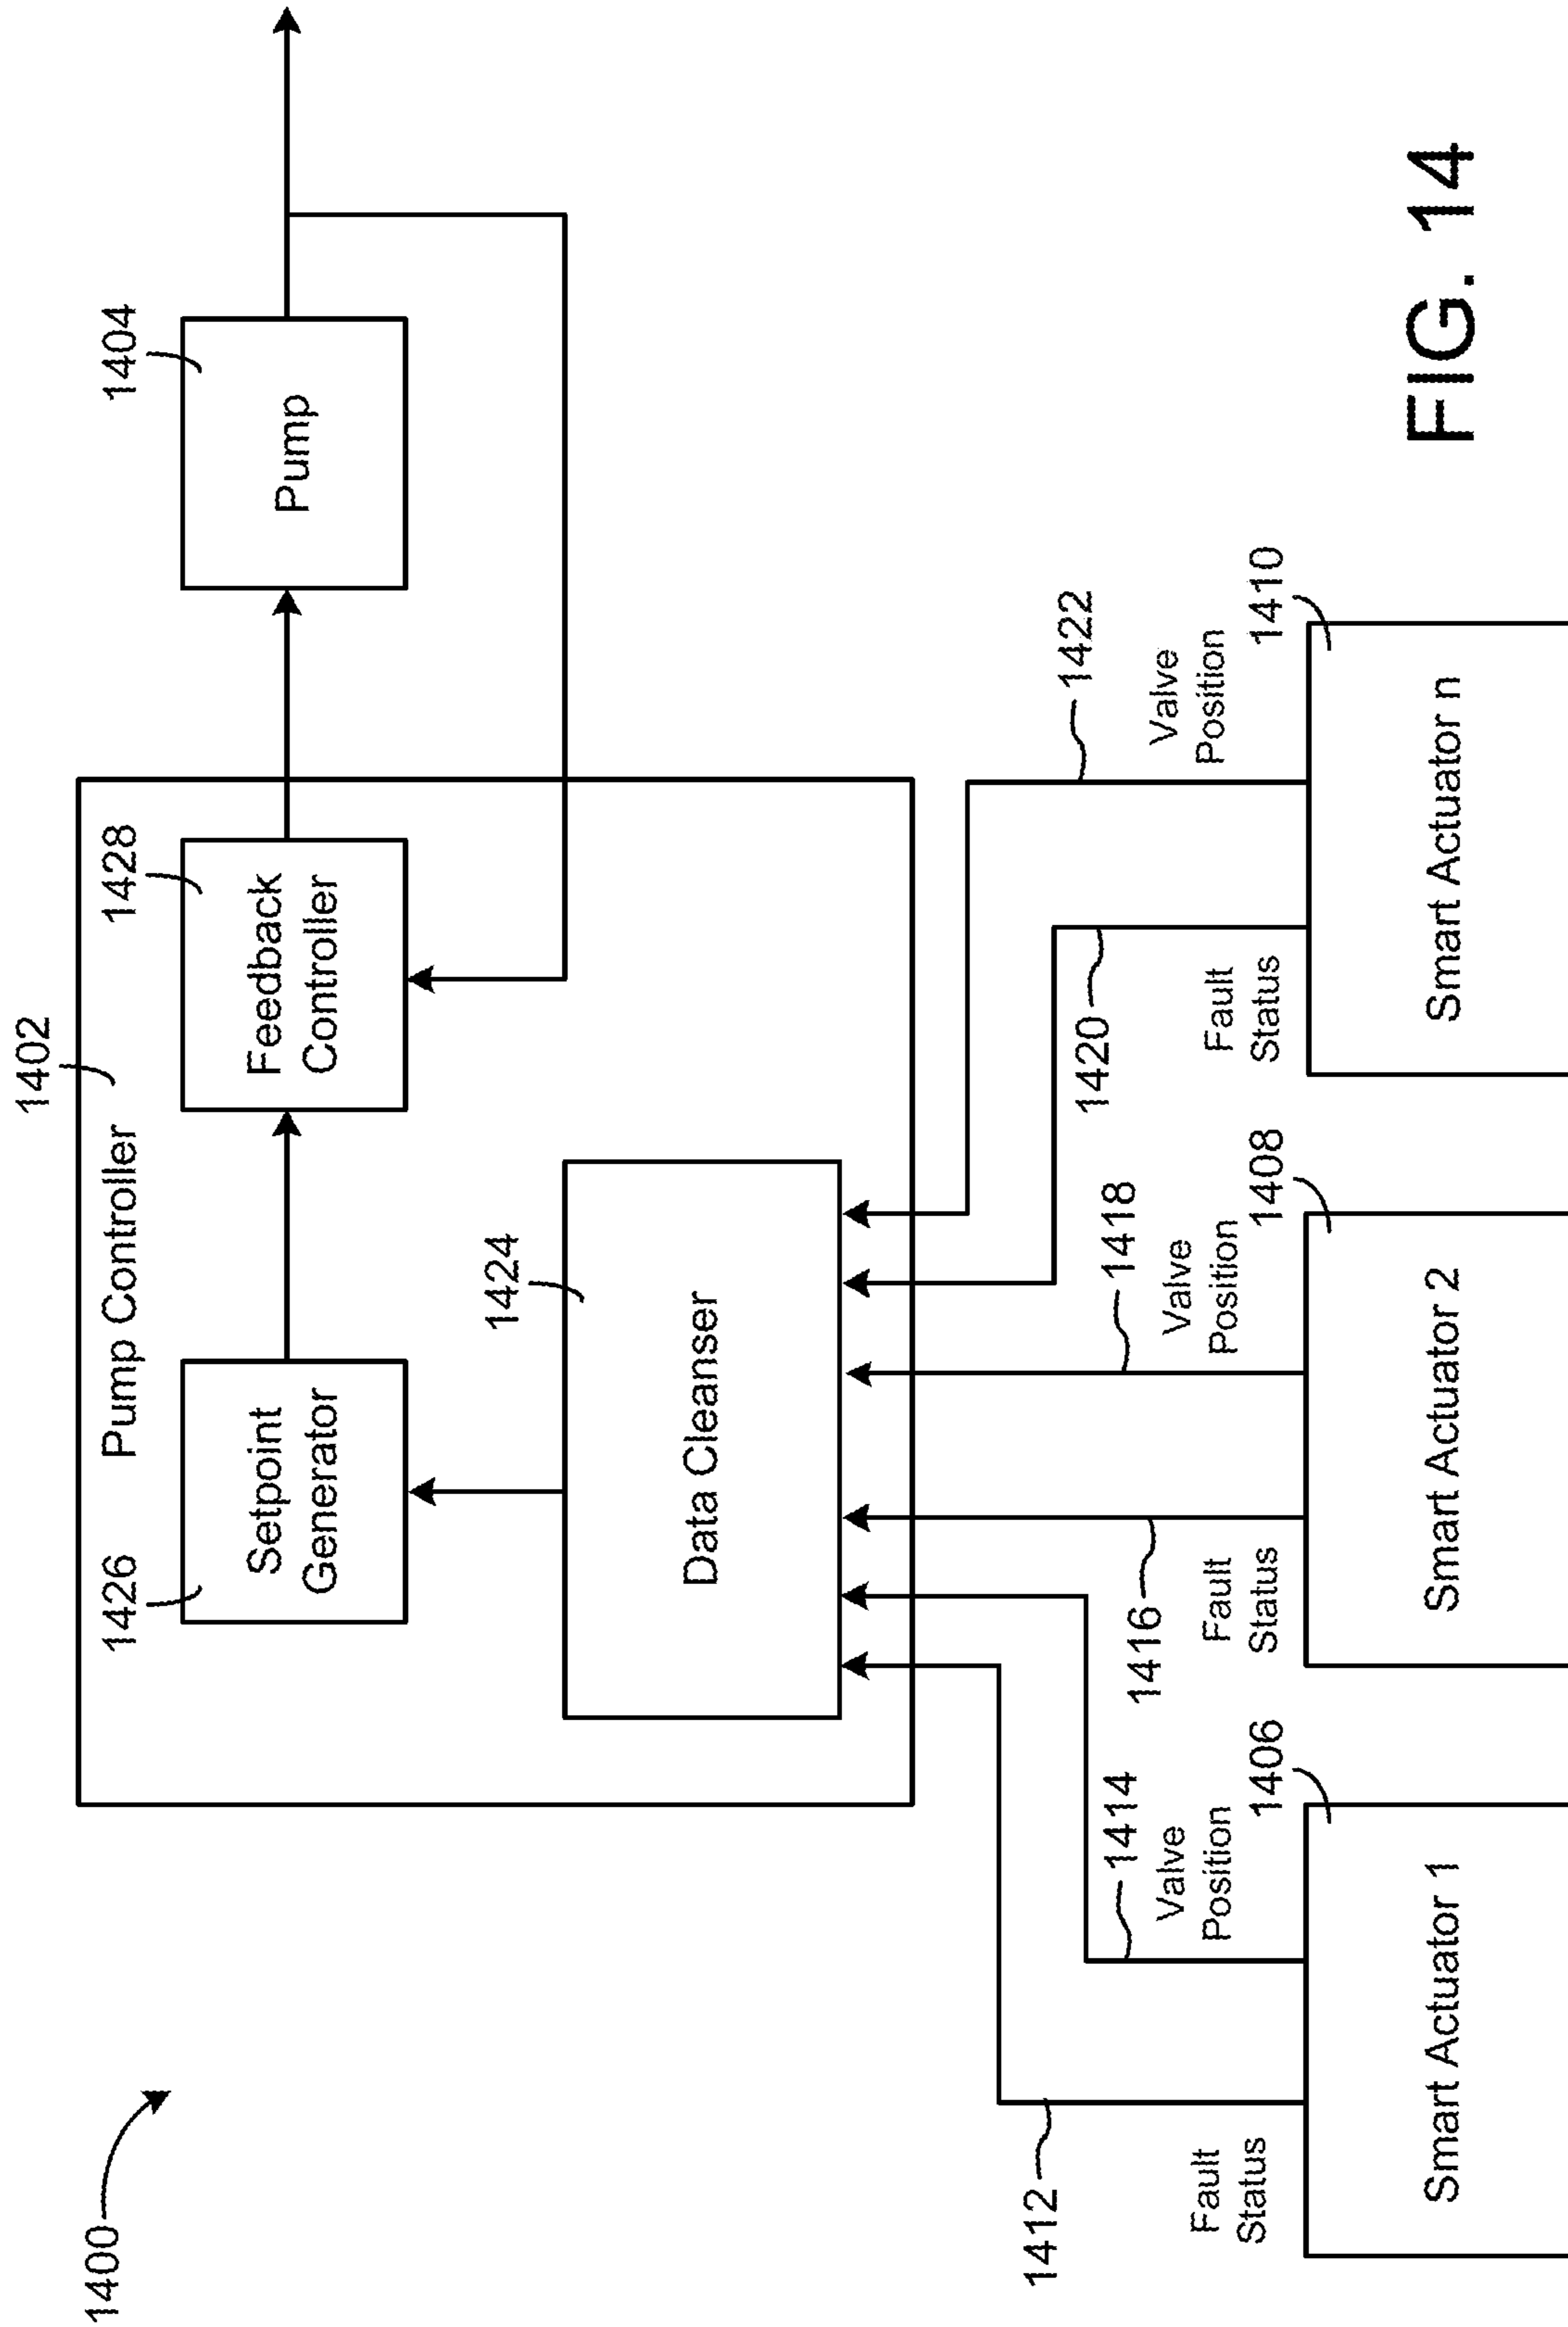 1400
1402
Pump Controller
1426
Setpoint
Generator
1428
Feedback
Controller
1404
Pump
1424
Data Cleanser
1412
Fault
Status
1414
Valve
Position
1406
Smart Actuator 1
1416
Fault
Status
1418
Valve
Position
1408
Smart Actuator 2
1420
Fault
Status
1422
Valve
Position
1410
Smart Actuator n
FIG. 14